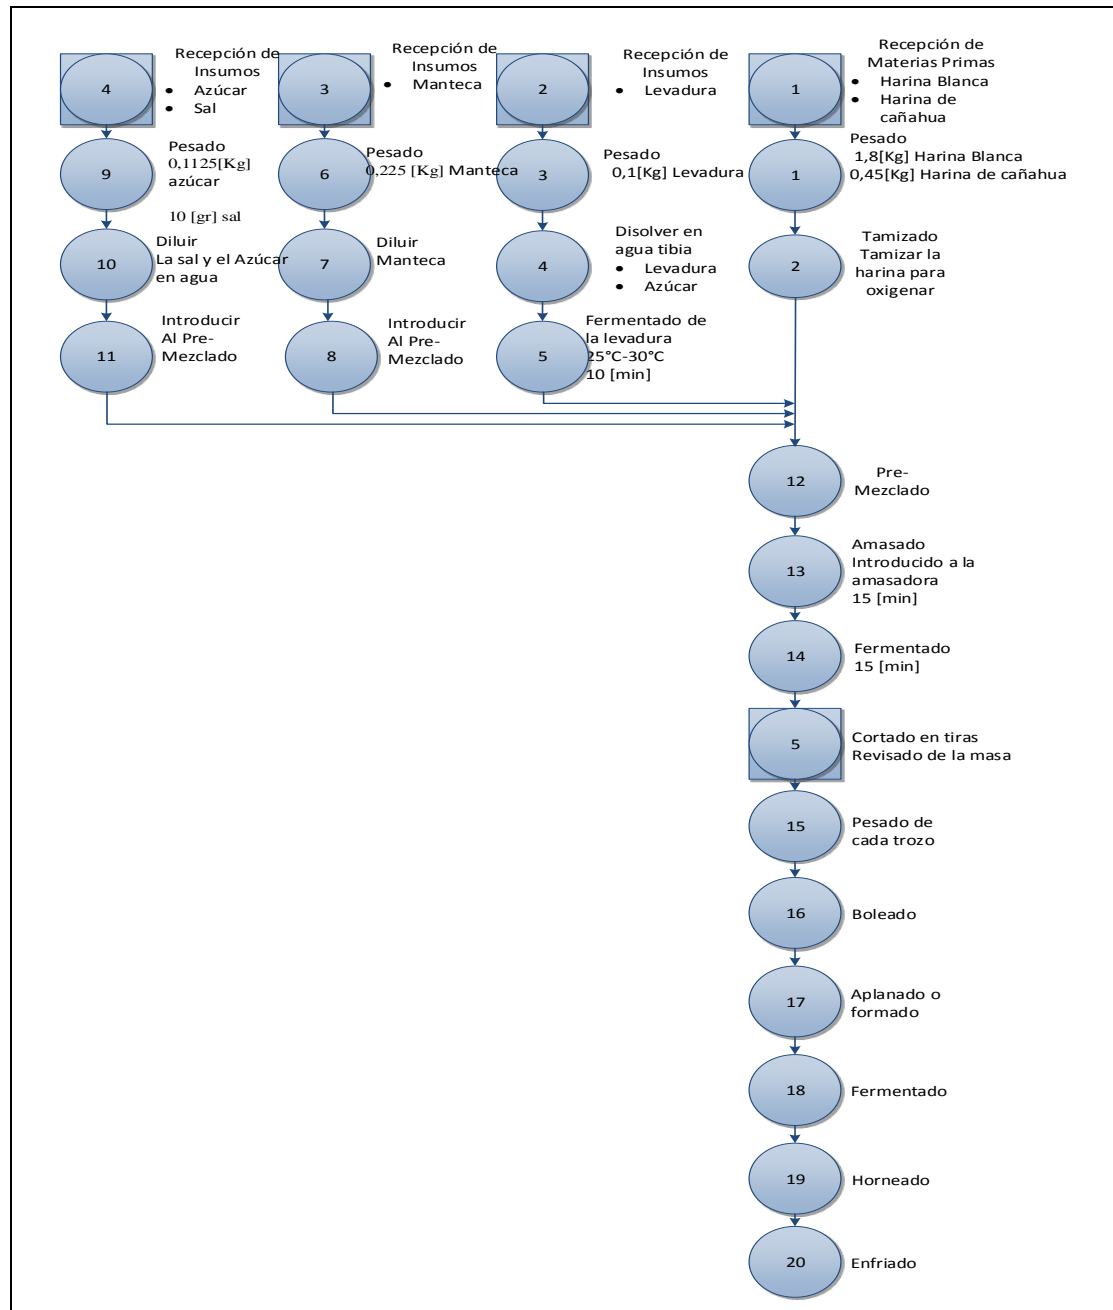 4
Recepción de
Insumos
• Azúcar
• Sal
9
Pesado
0,1125[Kg]
azúcar
10 [gr] sal
10
Diluir
La sal y el Azúcar
en agua
11
Introducir
Al Pre-
Mezclado
3
Recepción de
Insumos
• Manteca
6
Pesado
0,225 [Kg] Manteca
7
Diluir
Manteca
8
Introducir
Al Pre-
Mezclado
2
Recepción de
Insumos
• Levadura
3
Pesado
0,1[Kg] Levadura
4
Disolver en
agua tibia
• Levadura
• Azúcar
5
Fermentado de
la levadura
25°C-30°C
10 [min]
1
Recepción de
Materias Primas
• Harina Blanca
• Harina de
cañahua
1
Pesado
1,8[Kg] Harina Blanca
0,45[Kg] Harina de cañahua
2
Tamizado
Tamizar la
harina para
oxigenar
12
Pre-
Mezclado
13
Amasado
Introducido a la
amasadora
15 [min]
14
Fermentado
15 [min]
5
Cortado en tiras
Revisado de la masa
15
Pesado de
cada trozo
16
Boleado
17
Aplanado o
formado
18
Fermentado
19
Horneado
20
Enfriado